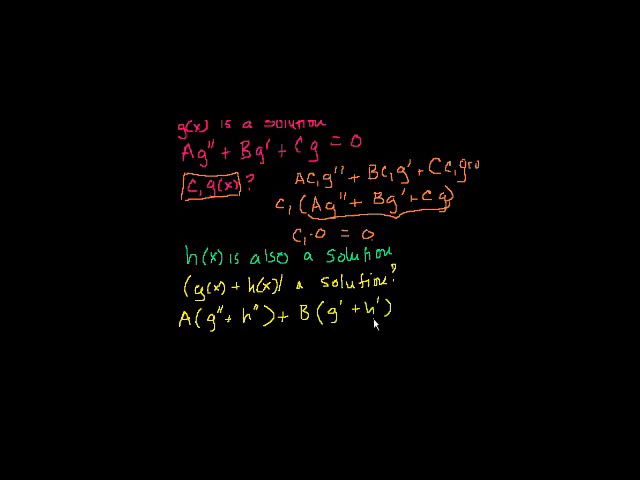 g(x) is a solution
Ag'' + Bg' + Cg = 0
C₁g(x) ?
AC₁g'' + BC₁g' + CC₁g=0
C₁(Ag'' + Bg' + Cg)
C₁·0 = 0
h(x) is also a solution
(g(x) + h(x)) a solution?
A(g'' + h'') + B(g' + h')